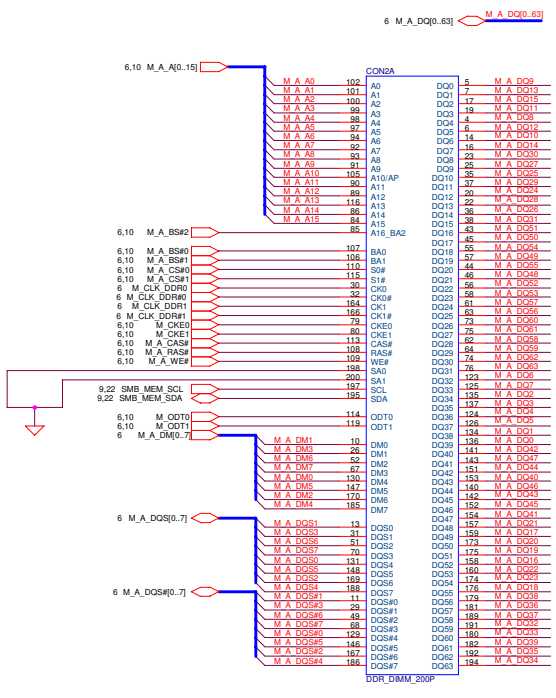 6 M_A_DQ[0..63] M_A_DQ[0..63]
6,10 M_A_A[0..15]
CON2A
M_A_A0 102 A0 DQ0 5 M_A_DQ9
M_A_A1 101 A1 DQ1 7 M_A_DQ13
M_A_A2 100 A2 DQ2 17 M_A_DQ15
M_A_A3 99 A3 DQ3 19 M_A_DQ11
M_A_A4 98 A4 DQ4 4 M_A_DQ8
M_A_A5 97 A5 DQ5 6 M_A_DQ12
M_A_A6 94 A6 DQ6 14 M_A_DQ10
M_A_A7 92 A7 DQ7 16 M_A_DQ14
M_A_A8 93 A8 DQ8 23 M_A_DQ30
M_A_A9 91 A9 DQ9 25 M_A_DQ25
M_A_A10 105 A10/AP DQ10 35 M_A_DQ27
M_A_A11 90 A11 DQ11 37 M_A_DQ29
M_A_A12 89 A12 DQ12 20 M_A_DQ24
M_A_A13 116 A13 DQ13 22 M_A_DQ28
M_A_A14 86 A14 DQ14 36 M_A_DQ26
M_A_A15 84 A15 DQ15 38 M_A_DQ31
6,10 M_A_BS#2 85 A16_BA2 DQ16 43 M_A_DQ50
DQ17 45 M_A_DQ51
6,10 M_A_BS#0 107 BA0 DQ18 55 M_A_DQ54
6,10 M_A_BS#1 106 BA1 DQ19 57 M_A_DQ49
6,10 M_A_CS#0 110 S0# DQ20 44 M_A_DQ55
6,10 M_A_CS#1 115 S1# DQ21 46 M_A_DQ48
6 M_CLK_DDR0 30 CK0 DQ22 56 M_A_DQ52
6 M_CLK_DDR#0 32 CK0# DQ23 58 M_A_DQ53
6 M_CLK_DDR1 164 CK1 DQ24 61 M_A_DQ57
6 M_CLK_DDR#1 166 CK1# DQ25 63 M_A_DQ56
6,10 M_CKE0 79 CKE0 DQ26 73 M_A_DQ60
6,10 M_CKE1 80 CKE1 DQ27 75 M_A_DQ61
6,10 M_A_CAS# 113 CAS# DQ28 62 M_A_DQ58
6,10 M_A_RAS# 108 RAS# DQ29 64 M_A_DQ59
6,10 M_A_WE# 109 WE# DQ30 74 M_A_DQ62
198 SA0 DQ31 76 M_A_DQ63
200 SA1 DQ32 123 M_A_DQ6
9,22 SMB_MEM_SCL 197 SCL DQ33 125 M_A_DQ7
9,22 SMB_MEM_SDA 195 SDA DQ34 135 M_A_DQ2
DQ35 137 M_A_DQ3
6,10 M_ODT0 114 ODT0 DQ36 124 M_A_DQ4
6,10 M_ODT1 119 ODT1 DQ37 126 M_A_DQ5
6 M_A_DM[0..7] DQ38 134 M_A_DQ1
M_A_DM1 10 DM0 DQ39 136 M_A_DQ0
M_A_DM3 26 DM1 DQ40 141 M_A_DQ42
M_A_DM6 52 DM2 DQ41 143 M_A_DQ47
M_A_DM7 67 DM3 DQ42 151 M_A_DQ44
M_A_DM0 130 DM4 DQ43 153
M_A_DM5 147 DM5 DQ44 140
M_A_DM2 170 DM6 DQ45 142
M_A_DM4 185 DM7 DQ46 152
DQ47 154 M_A_DQ41
6 M_A_DQS[0..7] M_A_DQS1 13 DQS0 DQ48 157 M_A_DQ21
M_A_DQS3 31 DQS1 DQ49 159 M_A_DQ17
M_A_DQS6 51 DQS2 DQ50 173 M_A_DQ20
M_A_DQS7 70 DQS3 DQ51 175 M_A_DQ19
M_A_DQS0 131 DQS4 DQ52 158 M_A_DQ16
M_A_DQS5 148 DQS5 DQ53 160 M_A_DQ22
M_A_DQS2 169 DQS6 DQ54 174 M_A_DQ23
M_A_DQS4 188 DQS7 DQ55 176 M_A_DQ18
6 M_A_DQS#[0..7] M_A_DQS#1 11 DQS#0 DQ56 179 M_A_DQ38
M_A_DQS#3 29 DQS#1 DQ57 181 M_A_DQ36
M_A_DQS#6 49 DQS#2 DQ58 189 M_A_DQ37
M_A_DQS#7 68 DQS#3 DQ59 191 M_A_DQ32
M_A_DQS#0 129 DQS#4 DQ60 180 M_A_DQ33
M_A_DQS#5 146 DQS#5 DQ61 182 M_A_DQ39
M_A_DQS#2 167 DQS#6 DQ62 192 M_A_DQ35
M_A_DQS#4 186 DQS#7 DQ63 194 M_A_DQ34
DDR_DIMM_200P